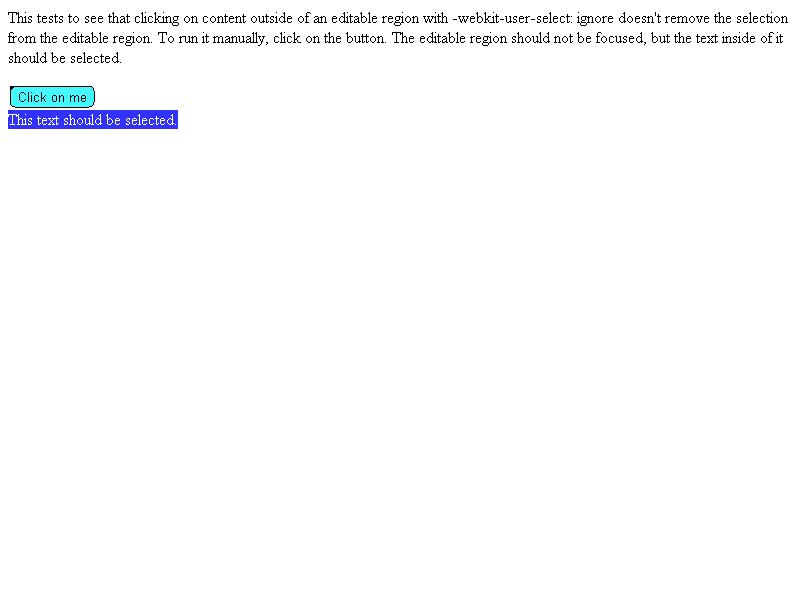 This tests to see that clicking on content outside of an editable region with -webkit-user-select: ignore doesn't remove the selection
from the editable region. To run it manually, click on the button. The editable region should not be focused, but the text inside of it
should be selected.
Click on me
This text should be selected.